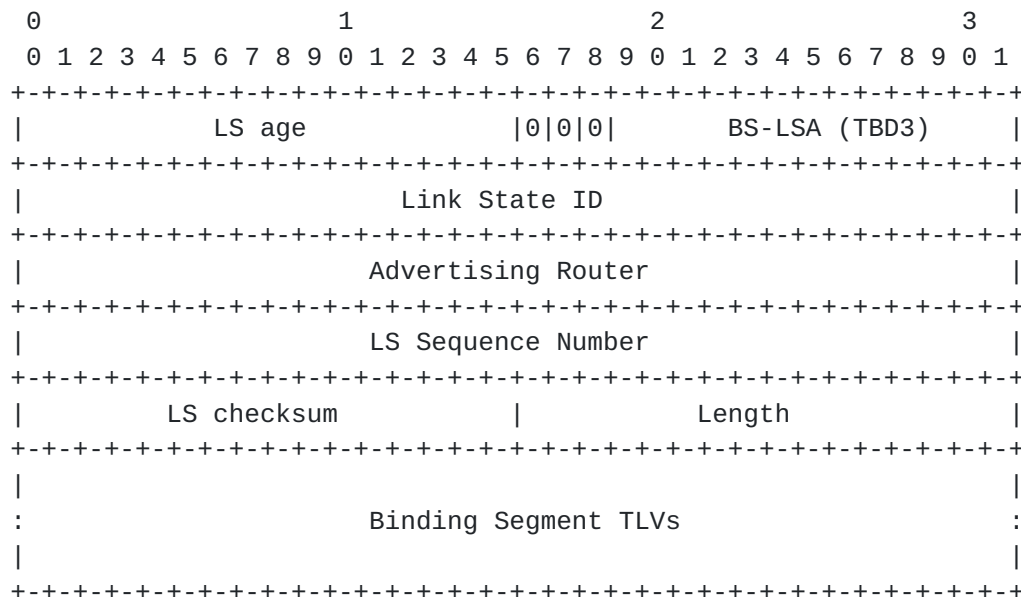 0                   1                   2                   3
 0 1 2 3 4 5 6 7 8 9 0 1 2 3 4 5 6 7 8 9 0 1 2 3 4 5 6 7 8 9 0 1
+-+-+-+-+-+-+-+-+-+-+-+-+-+-+-+-+-+-+-+-+-+-+-+-+-+-+-+-+-+-+-+-+
|            LS age             |0|0|0|       BS-LSA (TBD3)     |
+-+-+-+-+-+-+-+-+-+-+-+-+-+-+-+-+-+-+-+-+-+-+-+-+-+-+-+-+-+-+-+-+
|                        Link State ID                          |
+-+-+-+-+-+-+-+-+-+-+-+-+-+-+-+-+-+-+-+-+-+-+-+-+-+-+-+-+-+-+-+-+
|                      Advertising Router                       |
+-+-+-+-+-+-+-+-+-+-+-+-+-+-+-+-+-+-+-+-+-+-+-+-+-+-+-+-+-+-+-+-+
|                      LS Sequence Number                       |
+-+-+-+-+-+-+-+-+-+-+-+-+-+-+-+-+-+-+-+-+-+-+-+-+-+-+-+-+-+-+-+-+
|         LS checksum           |           Length              |
+-+-+-+-+-+-+-+-+-+-+-+-+-+-+-+-+-+-+-+-+-+-+-+-+-+-+-+-+-+-+-+-+
|                                                               |
:                      Binding Segment TLVs                     :
|                                                               |
+-+-+-+-+-+-+-+-+-+-+-+-+-+-+-+-+-+-+-+-+-+-+-+-+-+-+-+-+-+-+-+-+